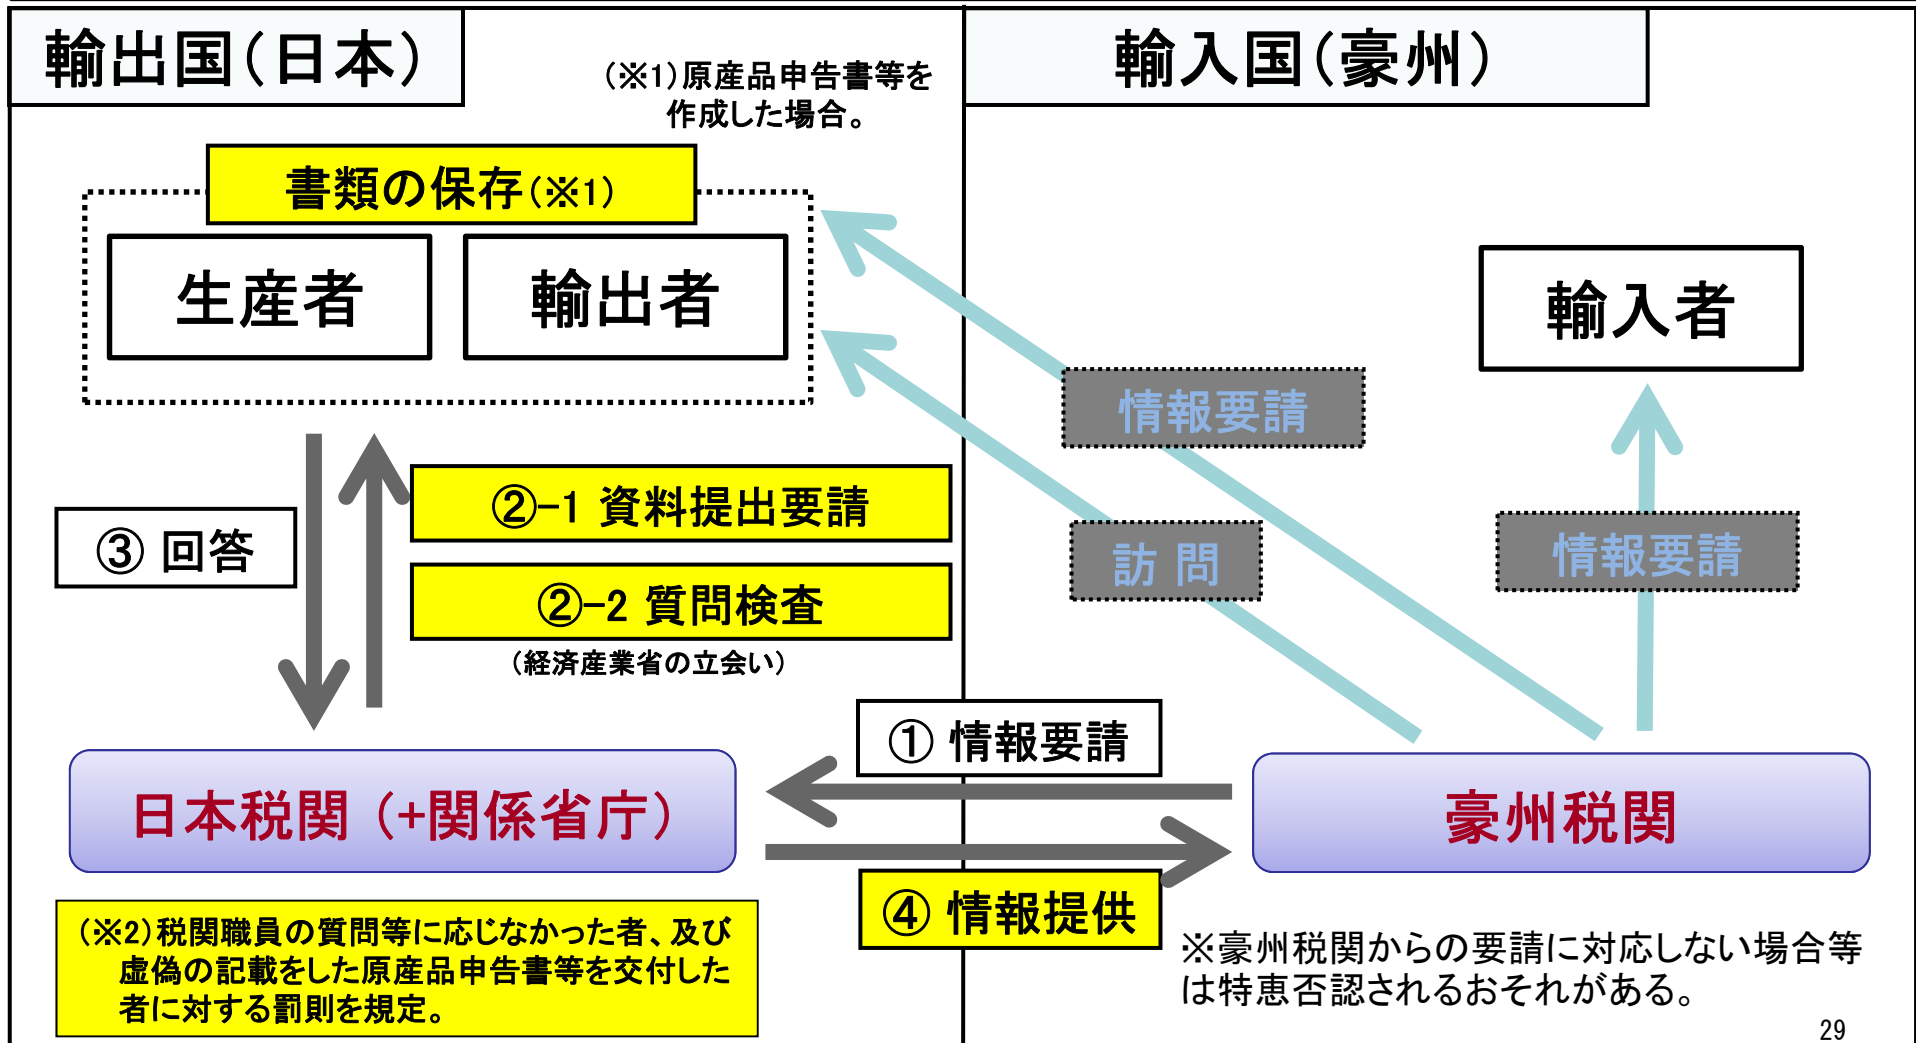 輸出国（日本）
（※1）原産品申告書等を
作成した場合。
輸入国（豪州）
書類の保存（※1）
生産者
輸出者
輸入者
情報要請
②-1 資料提出要請
③ 回答
訪 問
情報要請
②-2 質問検査
（経済産業省の立会い）
① 情報要請
日本税関（+関係省庁）
豪州税関
④ 情報提供
（※2）税関職員の質問等に応じなかった者、及び
虚偽の記載をした原産品申告書等を交付した
者に対する罰則を規定。
※豪州税関からの要請に対応しない場合等
は特恵否認されるおそれがある。
29